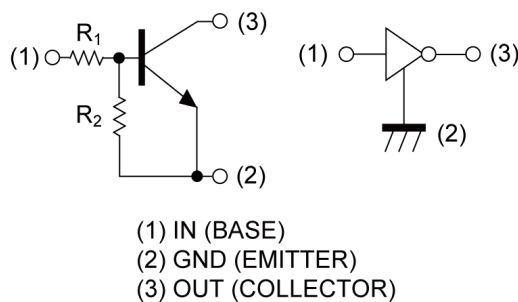 R₁
(1)
(3)
R₂
(2)
(1)
(3)
(2)
(1) IN (BASE)
(2) GND (EMITTER)
(3) OUT (COLLECTOR)